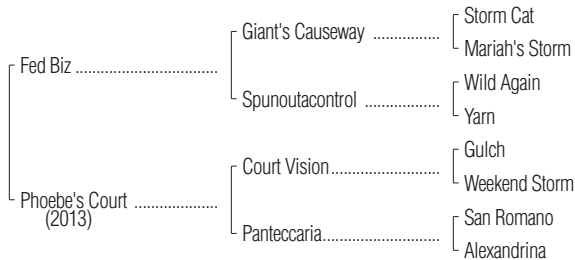 Storm Cat
Giant's Causeway ................
Mariah's Storm
Fed Biz ..................................
Wild Again
Spunoutacontrol ..................
Yarn
Gulch
Court Vision..........................
Weekend Storm
Phoebe's Court ....................
(2013)
San Romano
Panteccaria............................
Alexandrina